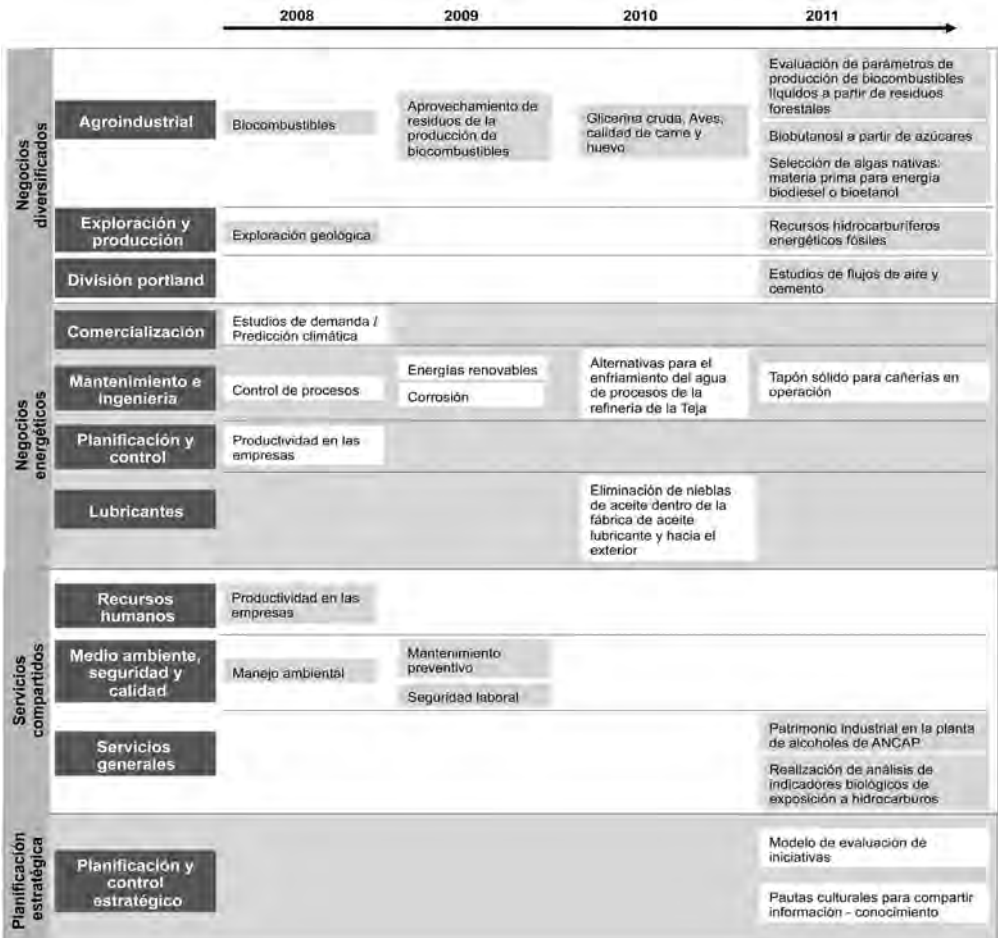 2008
2009
2010
2011
Negocios
diversificados
Agroindustrial
Biocombustibles
Aprovechamiento de
residuos de la
producción de
biocombustibles
Glicerina cruda, Aves,
calidad de carne y
huevo
Evaluación de parámetros de
producción de biocombustibles
líquidos a partir de residuos
forestales
Biobutanosl a partir de azúcares
Selección de algas nativas:
materia prima para energía
biodiesel o bioetanol
Exploración y
producción
Exploración geológica
Recursos hidrocarburíferos
energéticos fósiles
División portland
Estudios de flujos de aire y
cemento
Negocios
energéticos
Comercialización
Estudios de demanda /
Predicción climática
Mantenimiento e
ingeniería
Control de procesos
Energías renovables
Corrosión
Alternativas para el
enfriamiento del agua
de procesos de la
refinería de la Teja
Tapón sólido para cañerías en
operación
Planificación y
control
Productividad en las
empresas
Lubricantes
Eliminación de nieblas
de aceite dentro de la
fábrica de aceite
lubricante y hacia el
exterior
Servicios
compartidos
Recursos
humanos
Productividad en las
empresas
Medio ambiente,
seguridad y
calidad
Manejo ambiental
Mantenimiento
preventivo
Seguridad laboral
Servicios
generales
Patrimonio industrial en la planta
de alcoholes de ANCAP
Realización de análisis de
indicadores biológicos de
exposición a hidrocarburos
Planificación
estratégica
Planificación y
control
estratégico
Modelo de evaluación de
iniciativas
Pautas culturales para compartir
información - conocimiento